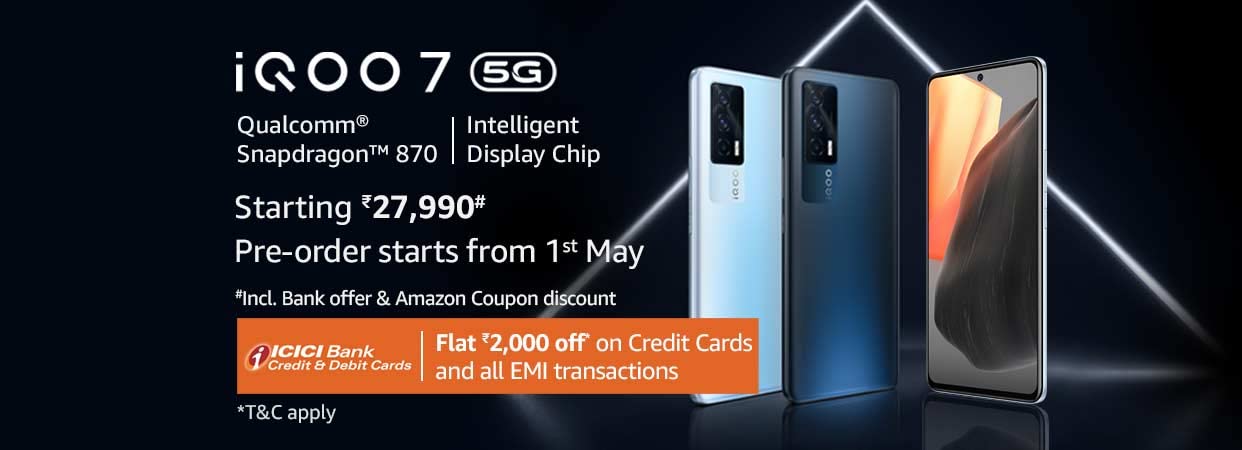 iQOO 7 5G
Qualcomm® | Intelligent
Snapdragon™ 870 | Display Chip
Starting ₹27,990#
Pre-order starts from 1st May
#Incl. Bank offer & Amazon Coupon discount
ICICI Bank
Credit & Debit Cards
Flat ₹2,000 off* on Credit Cards
and all EMI transactions
*T&C apply
iQOO
iQOO